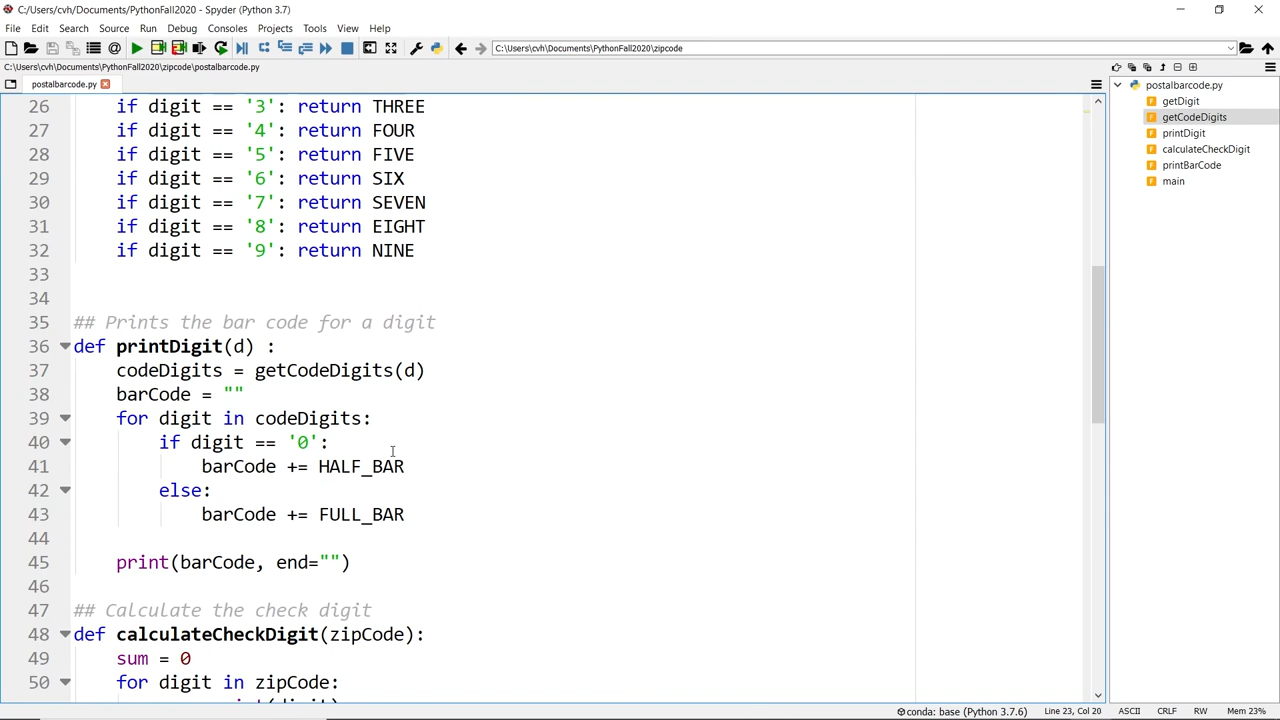 C:/Users/cvh/Documents/PythonFall2020 - Spyder (Python 3.7)
File Edit Search Source Run Debug Consoles Projects Tools View Help
C:\Users\cvh\Documents\PythonFall2020\zipcode
C:\Users\cvh\Documents\PythonFall2020\zipcode\postalbarcode.py
postalbarcode.py
26 if digit == '3': return THREE
27 if digit == '4': return FOUR
28 if digit == '5': return FIVE
29 if digit == '6': return SIX
30 if digit == '7': return SEVEN
31 if digit == '8': return EIGHT
32 if digit == '9': return NINE
33
34
35 ## Prints the bar code for a digit
36 def printDigit(d) :
37 codeDigits = getCodeDigits(d)
38 barCode = ""
39 for digit in codeDigits:
40 if digit == '0':
41 barCode += HALF_BAR
42 else:
43 barCode += FULL_BAR
44
45 print(barCode, end="")
46
47 ## Calculate the check digit
48 def calculateCheckDigit(zipCode):
49 sum = 0
50 for digit in zipCode:
postalbarcode.py
getDigit
getCodeDigits
printDigit
calculateCheckDigit
printBarCode
main
conda: base (Python 3.7.6) Line 23, Col 20 ASCII CRLF RW Mem 23%